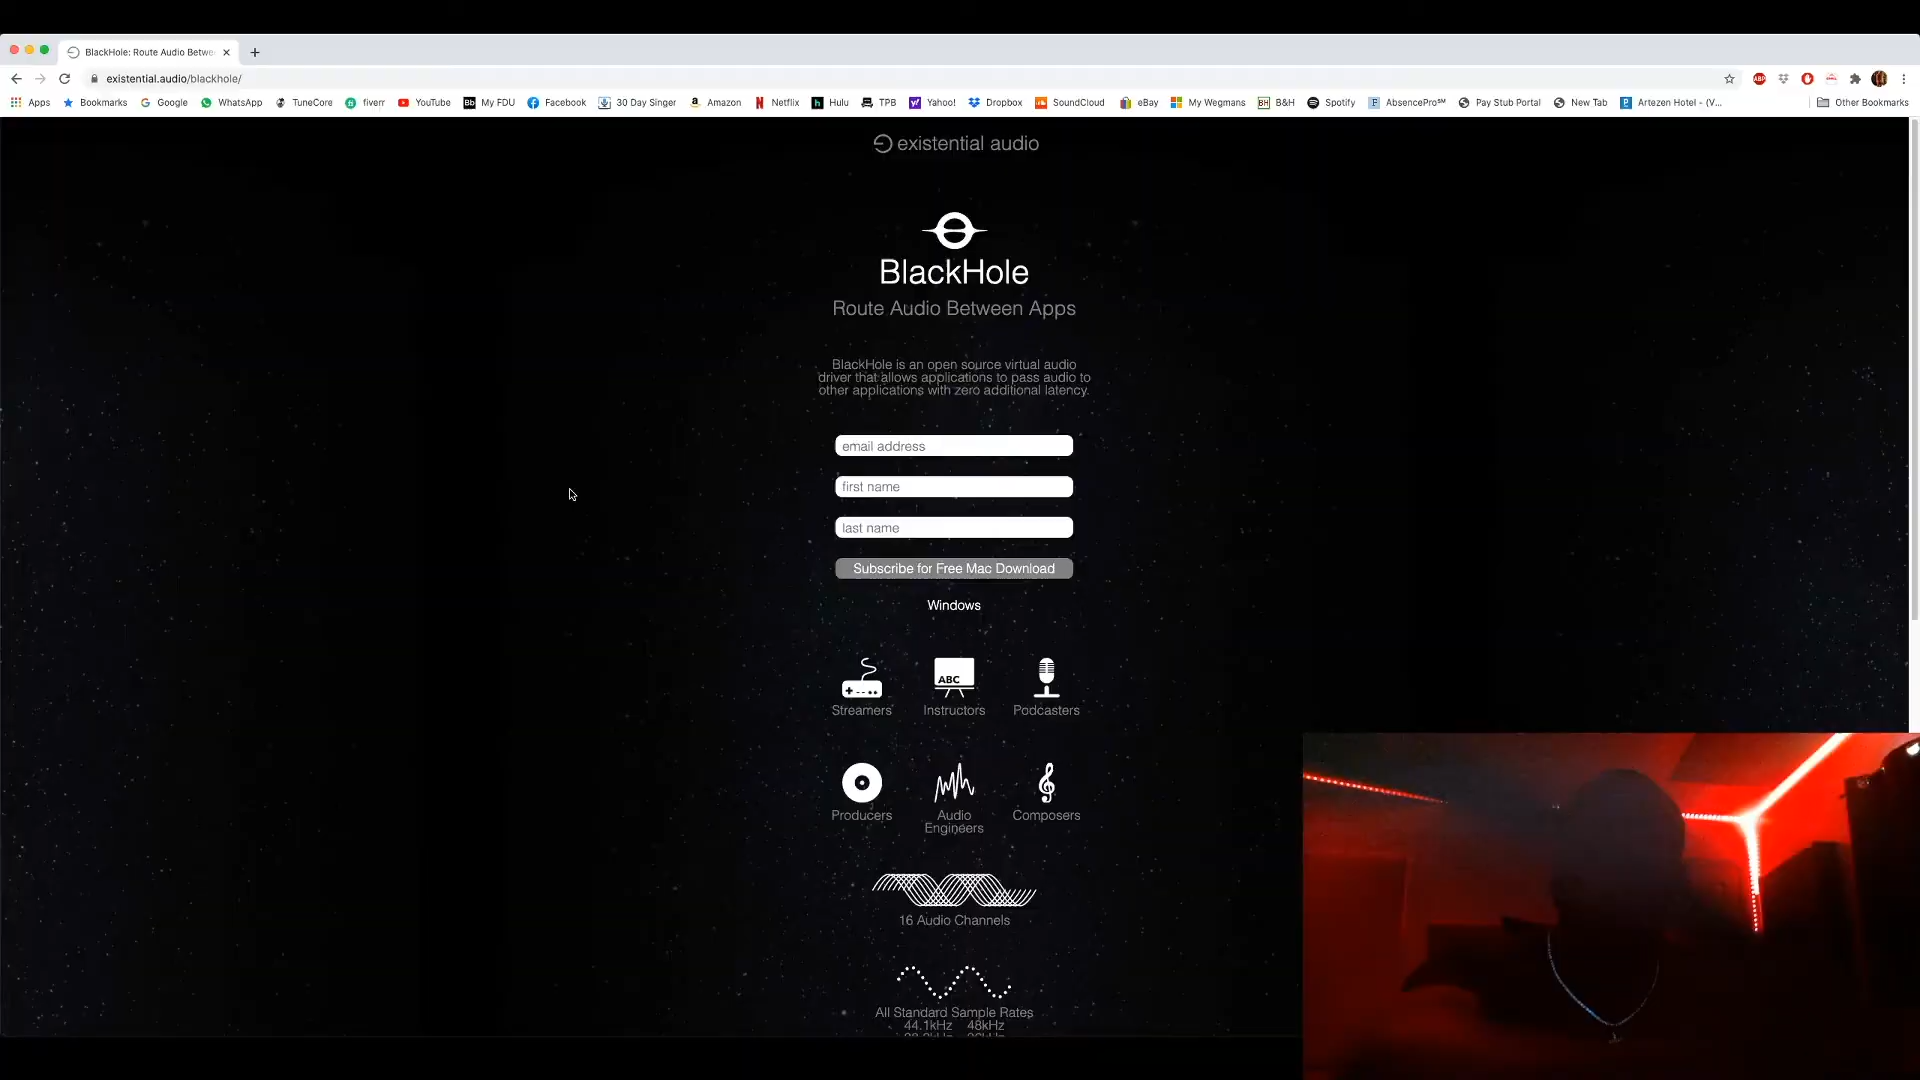 BlackHole: Route Audio Betwe
existential.audio/blackhole/
ABP
Apps
Bookmarks
Google
WhatsApp
TuneCore
fiverr
YouTube
Bb My FDU
Facebook
30 Day Singer
Amazon
Netflix
Hulu
TPB
Yahoo!
Dropbox
SoundCloud
eBay
My Wegmans
BH B&H
Spotify
AbsencePro℠
Pay Stub Portal
New Tab
Artezen Hotel - (V...
Other Bookmarks
existential audio
BlackHole
Route Audio Between Apps
BlackHole is an open source virtual audio
driver that allows applications to pass audio to
other applications with zero additional latency.
email address
first name
last name
Subscribe for Free Mac Download
Windows
ABC
Streamers
Instructors
Podcasters
Producers
Audio
Engineers
Composers
16 Audio Channels
All Standard Sample Rates
44.1kHz 48kHz